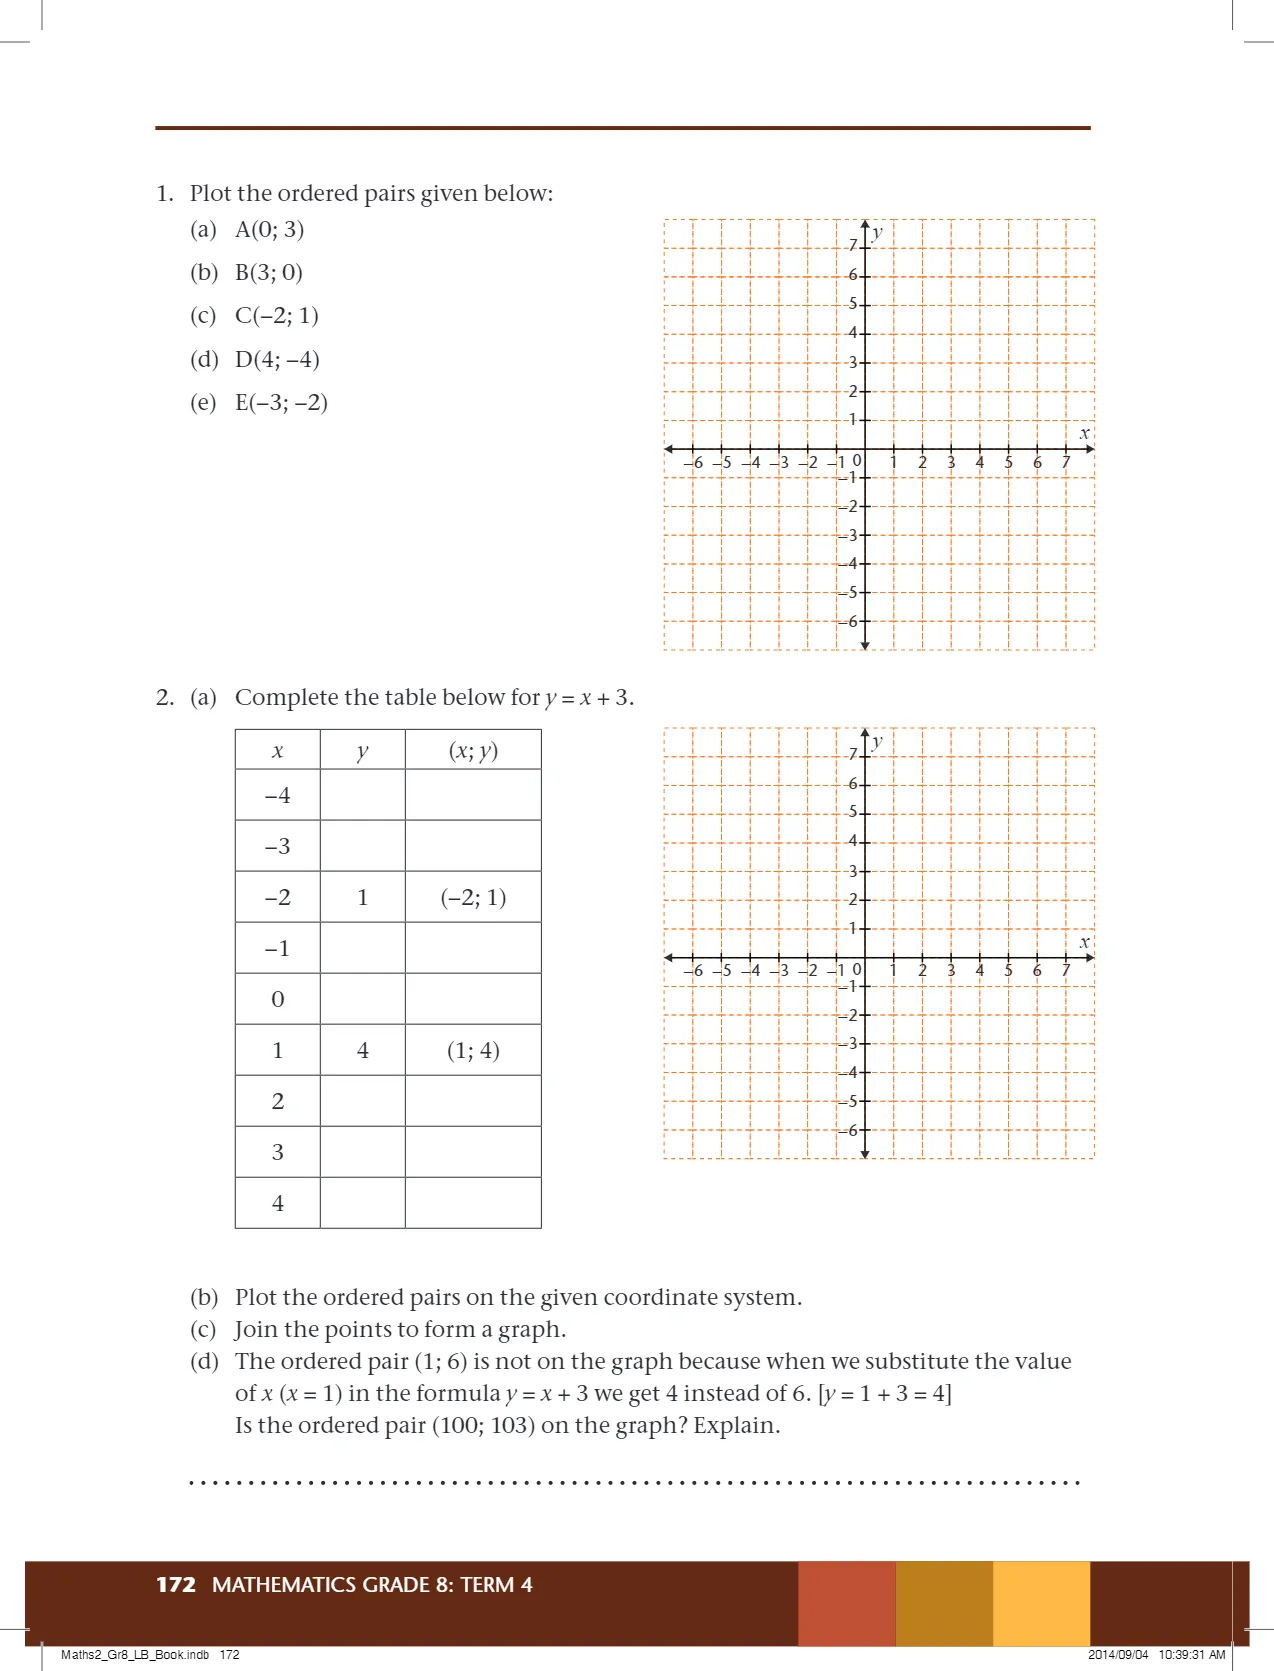 1. Plot the ordered pairs given below:
(a) A(0; 3)
(b) B(3; 0)
(c) C(–2; 1)
(d) D(4; –4)
(e) E(–3; –2)
y
7
6
5
4
3
2
1
x
–6 –5 –4 –3 –2 –1 0 1 2 3 4 5 6 7
–1
–2
–3
–4
–5
–6
2. (a) Complete the table below for y = x + 3.
x y (x; y)
–4
–3
–2 1 (–2; 1)
–1
0
1 4 (1; 4)
2
3
4
y
7
6
5
4
3
2
1
x
–6 –5 –4 –3 –2 –1 0 1 2 3 4 5 6 7
–1
–2
–3
–4
–5
–6
(b) Plot the ordered pairs on the given coordinate system.
(c) Join the points to form a graph.
(d) The ordered pair (1; 6) is not on the graph because when we substitute the value
of x (x = 1) in the formula y = x + 3 we get 4 instead of 6. [y = 1 + 3 = 4]
Is the ordered pair (100; 103) on the graph? Explain.
172 MATHEMATICS GRADE 8: TERM 4
Maths2_Gr8_LB_Book.indb 172 2014/09/04 10:39:31 AM